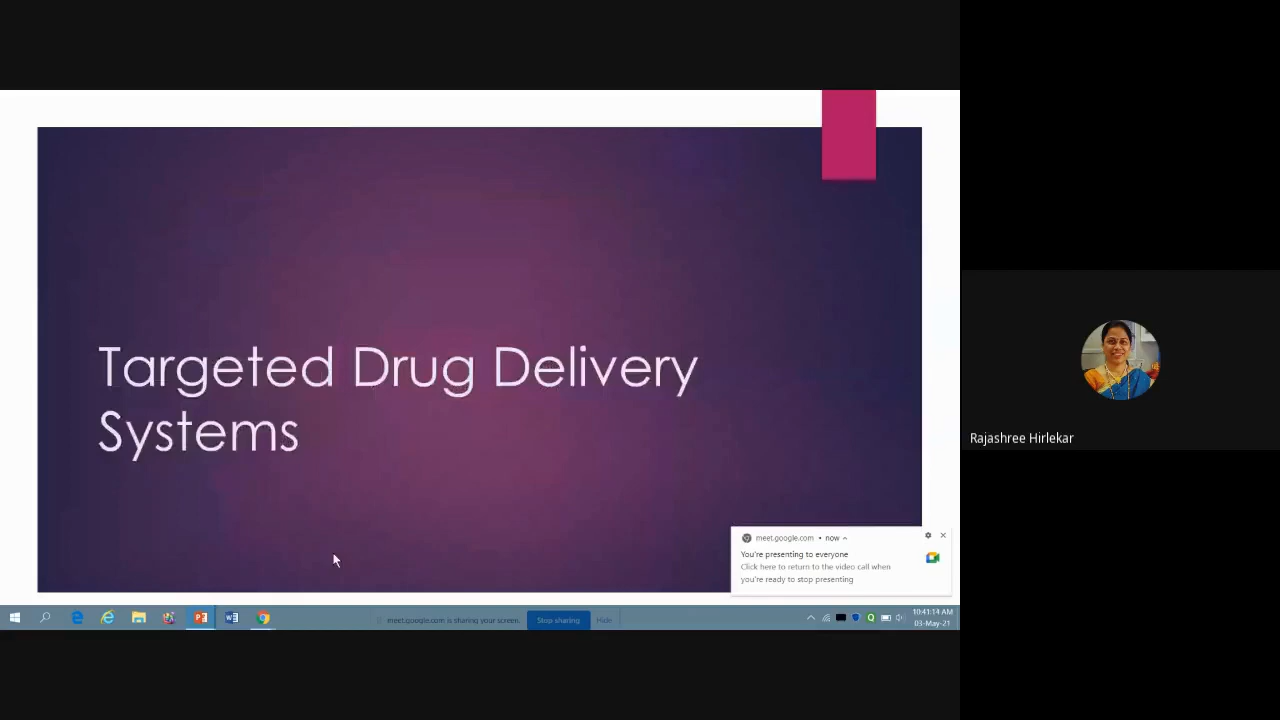 Targeted Drug Delivery
Systems
Rajashree Hirlekar
meet.google.com • now
You're presenting to everyone
Click here to return to the video call when
you're ready to stop presenting
meet.google.com is sharing your screen.
Stop sharing
Hide
10:41:14 AM
03-May-21